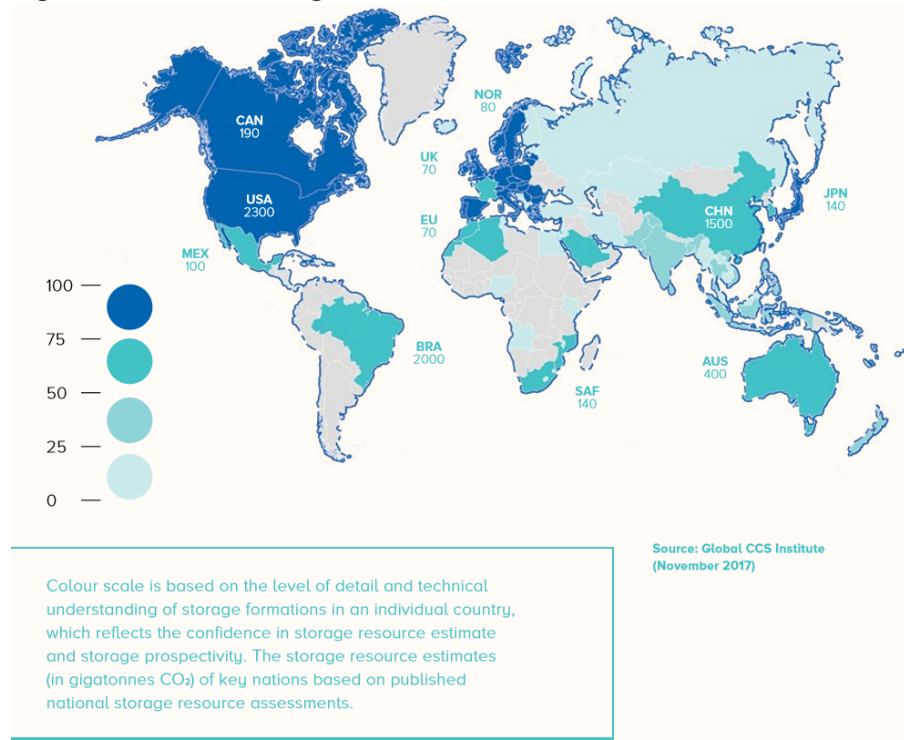 CAN
190
USA
2300
MEX
100
BRA
2000
NOR
80
UK
70
EU
70
SAF
140
CHN
1500
JPN
140
AUS
400
100
75
50
25
0
Source: Global CCS Institute
(November 2017)
Colour scale is based on the level of detail and technical
understanding of storage formations in an individual country,
which reflects the confidence in storage resource estimate
and storage prospectivity. The storage resource estimates
(in gigatonnes CO₂) of key nations based on published
national storage resource assessments.